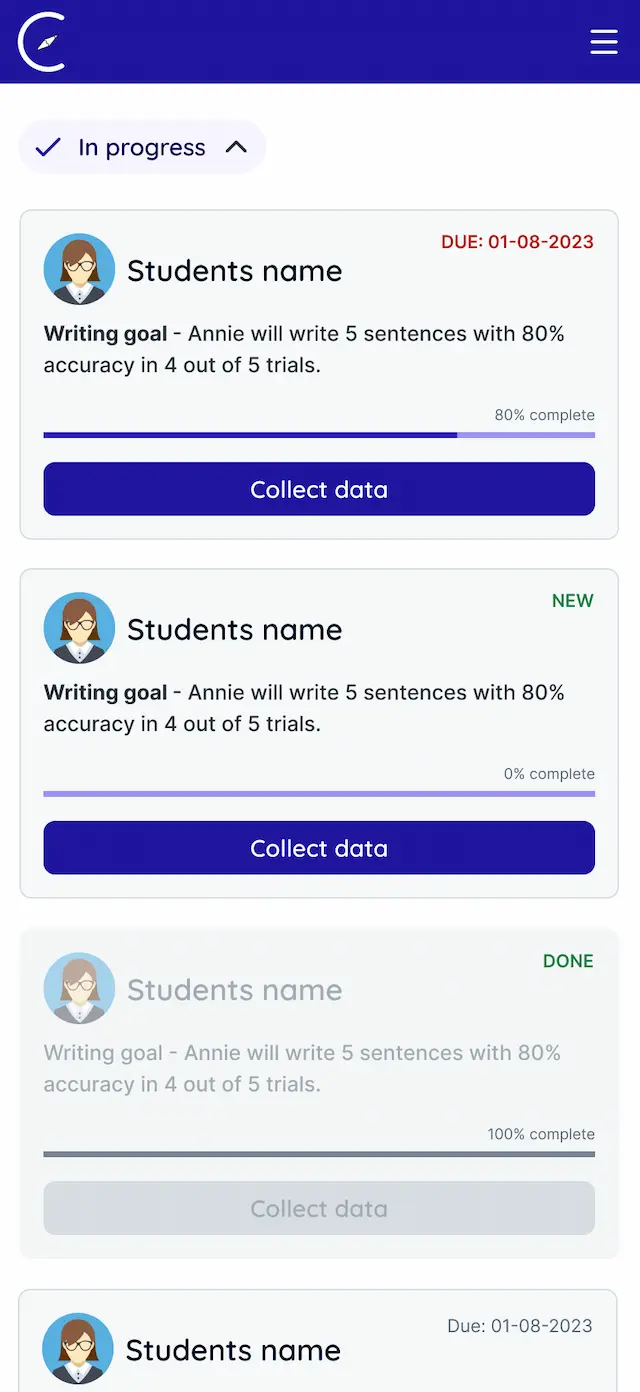 In progress
DUE: 01-08-2023
Students name
Writing goal - Annie will write 5 sentences with 80%
accuracy in 4 out of 5 trials.
80% complete
Collect data
NEW
Students name
Writing goal - Annie will write 5 sentences with 80%
accuracy in 4 out of 5 trials.
0% complete
Collect data
DONE
Students name
Writing goal - Annie will write 5 sentences with 80%
accuracy in 4 out of 5 trials.
100% complete
Collect data
Due: 01-08-2023
Students name